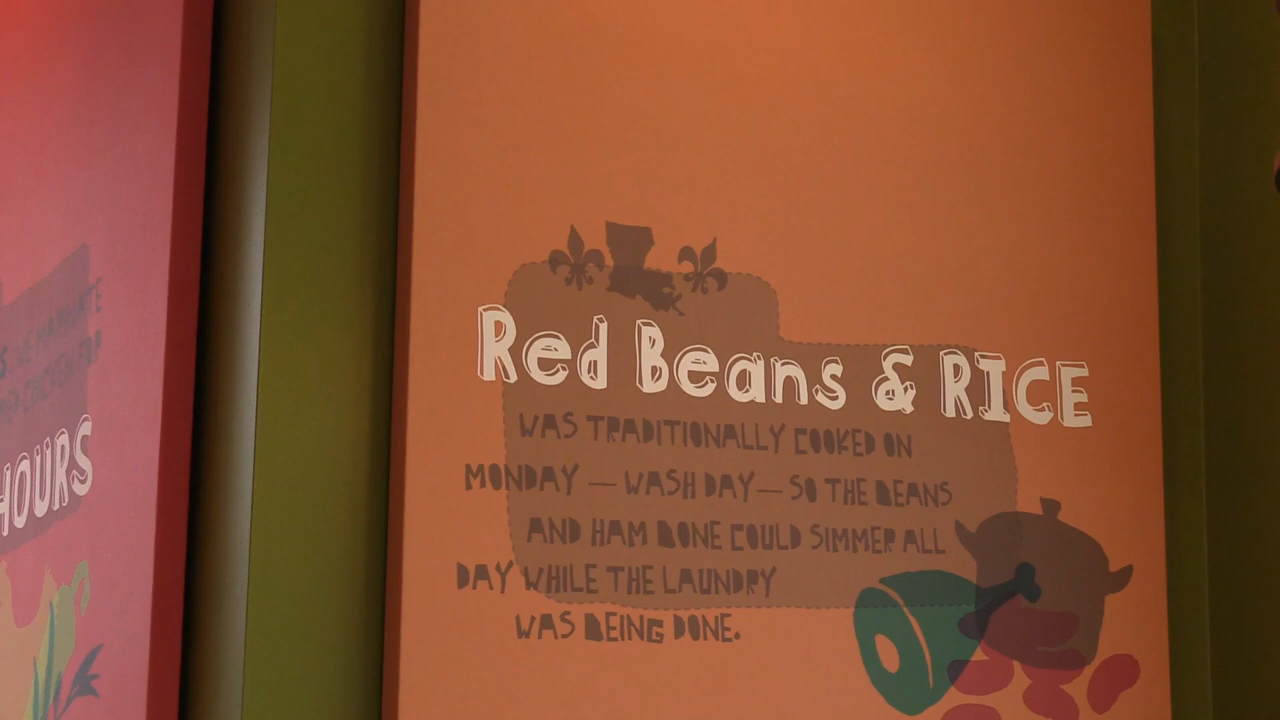 HOURS
Red Beans & RICE
WAS TRADITIONALLY COOKED ON
MONDAY — WASH DAY — SO THE BEANS
AND HAM BONE COULD SIMMER ALL
DAY WHILE THE LAUNDRY
WAS BEING DONE.